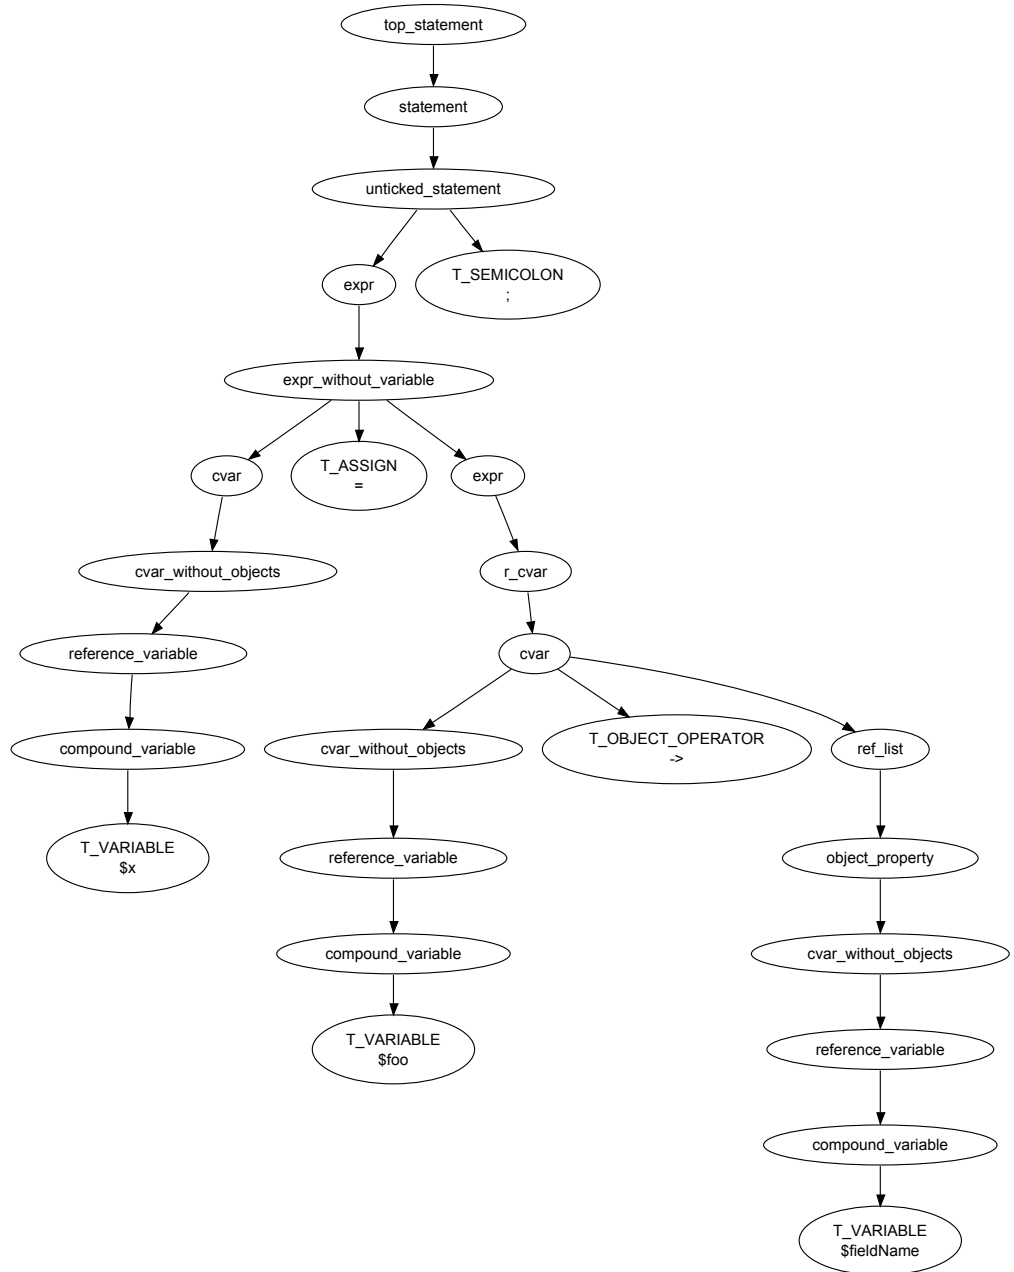 top_statement
statement
unticked_statement
expr
T_SEMICOLON
;
expr_without_variable
cvar
T_ASSIGN
=
expr
cvar_without_objects
r_cvar
reference_variable
cvar
compound_variable
cvar_without_objects
T_OBJECT_OPERATOR
->
ref_list
T_VARIABLE
$x
reference_variable
object_property
compound_variable
cvar_without_objects
T_VARIABLE
$foo
reference_variable
compound_variable
T_VARIABLE
$fieldName